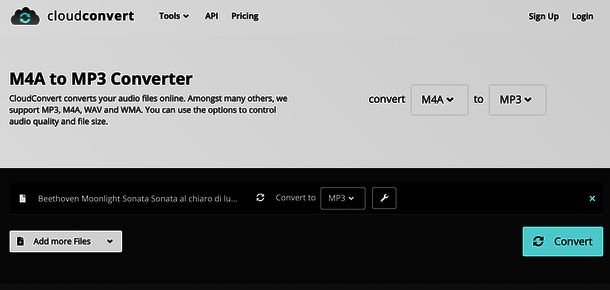 cloudconvert Tools API Pricing Sign Up Login
M4A to MP3 Converter
CloudConvert converts your audio files online. Amongst many others, we
support MP3, M4A, WAV and WMA. You can use the options to control
audio quality and file size.
convert M4A to MP3
Beethoven Moonlight Sonata Sonata al chiaro di lu... Convert to MP3
Add more Files
Convert